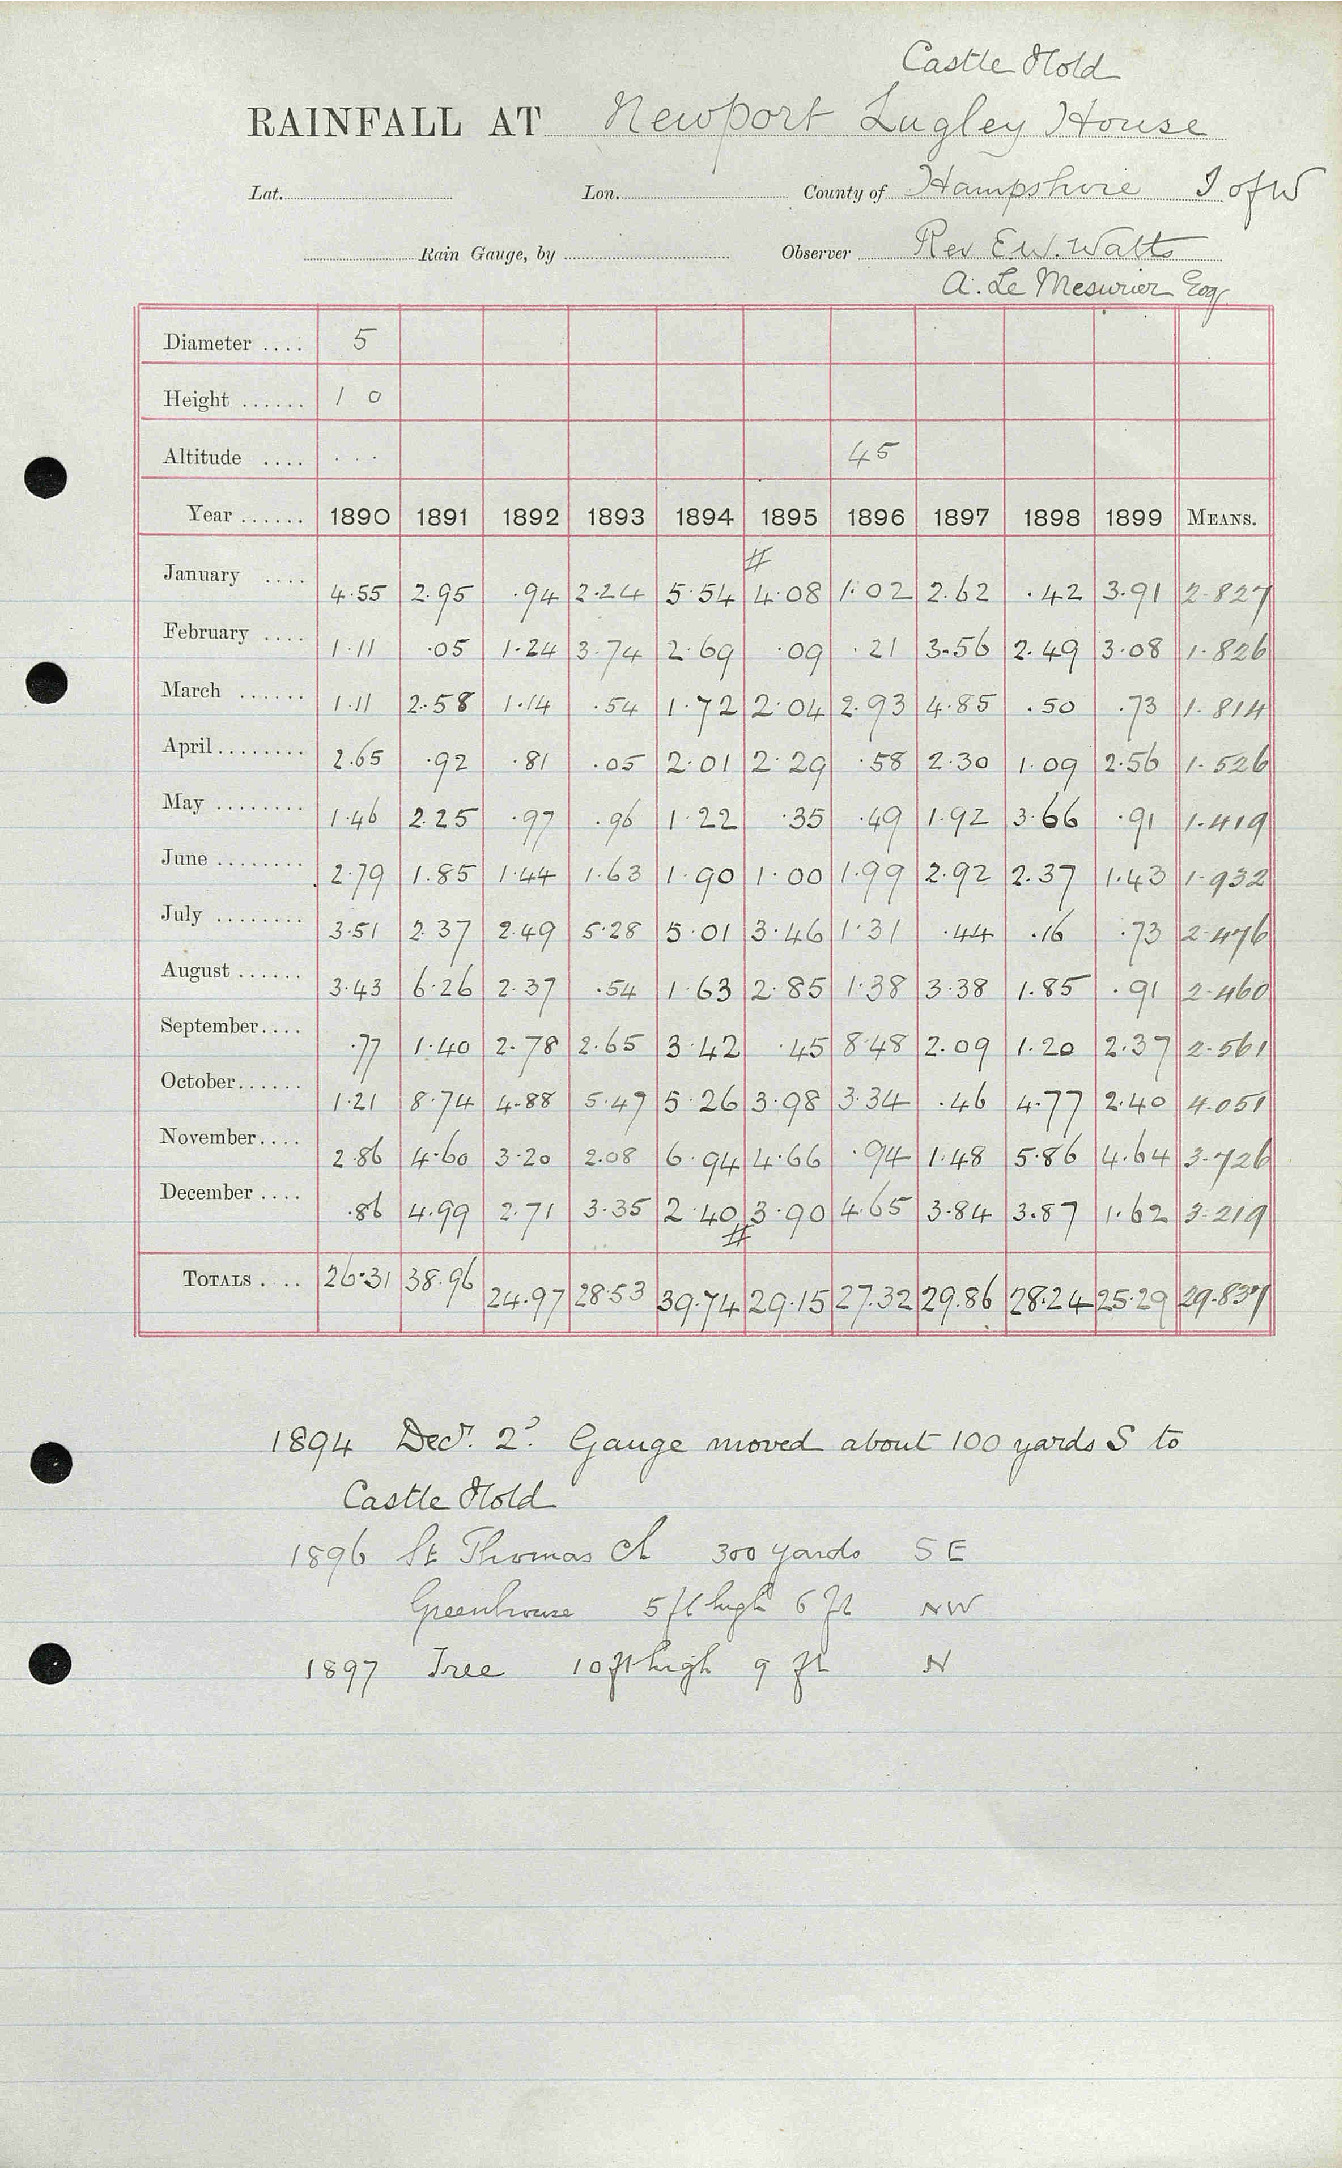 Castle Hold
RAINFALL AT Newport Lugley House
Lat. Lon. County of Hampshire I of W
Rain Gauge, by Observer Rev E.W. Watts
A. Le Mesurier Esq
Diameter .... 5
Height ...... 1 0
Altitude .... ... 45
Year ...... 1890 1891 1892 1893 1894 1895 1896 1897 1898 1899 MEANS.
#
January .... 4.55 2.95 .94 2.24 5.54 4.08 1.02 2.62 .42 3.91 2.827
February .... 1.11 .05 1.24 3.74 2.69 .09 .21 3.56 2.49 3.08 1.826
March ...... 1.11 2.58 1.14 .54 1.72 2.04 2.93 4.85 .50 .73 1.814
April ........ 2.65 .92 .81 .05 2.01 2.29 .58 2.30 1.09 2.56 1.526
May ........ 1.46 2.25 .97 .96 1.22 .35 .49 1.92 3.66 .91 1.419
June ........ 2.79 1.85 1.44 1.63 1.90 1.00 1.99 2.92 2.37 1.43 1.932
July ........ 3.51 2.37 2.49 5.28 5.01 3.46 1.31 .44 .16 .73 2.476
August ...... 3.43 6.26 2.37 .54 1.63 2.85 1.38 3.38 1.85 .91 2.460
September.... .77 1.40 2.78 2.65 3.42 .45 8.48 2.09 1.20 2.37 2.561
October...... 1.21 8.74 4.88 5.47 5.26 3.98 3.34 .46 4.77 2.40 4.051
November.... 2.86 4.60 3.20 2.08 6.94 4.66 .94 1.48 5.86 4.64 3.726
December .... .86 4.99 2.71 3.35 2.40 3.90 4.65 3.84 3.87 1.62 3.219
#
TOTALS .... 26.31 38.96 24.97 28.53 39.74 29.15 27.32 29.86 28.24 25.29 29.837
1894 Decr. 2? Gauge moved about 100 yards S to
Castle Hold
1896 St Thomas Ch 300 yards SE
Greenhouse 5 ft high 6 ft NW
1897 Tree 10 ft high 9 ft N